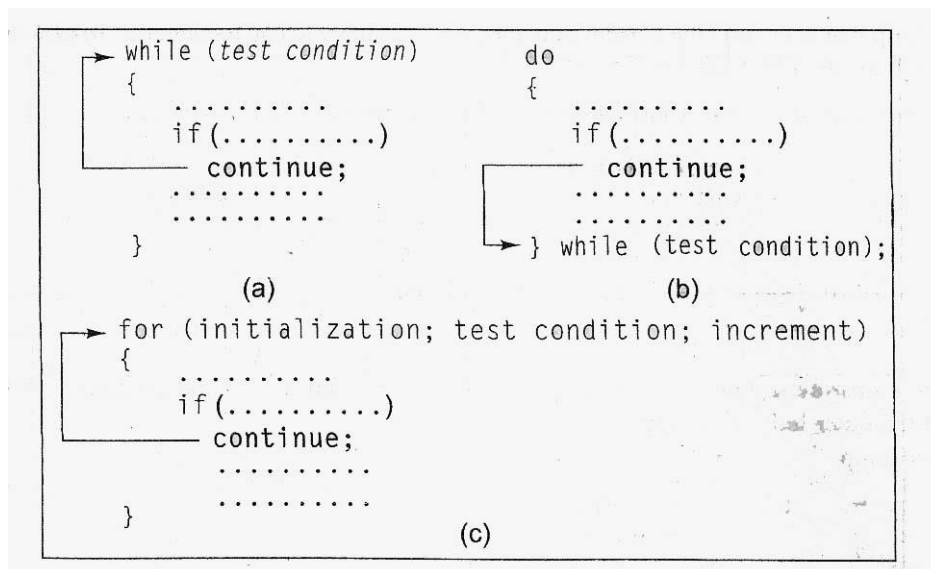 while (test condition)
{
..........
if(..........)
continue;
..........
..........
}
(a)
do
{
..........
if(..........)
continue;
..........
..........
} while (test condition);
(b)
for (initialization; test condition; increment)
{
..........
if(..........)
continue;
..........
..........
}
(c)